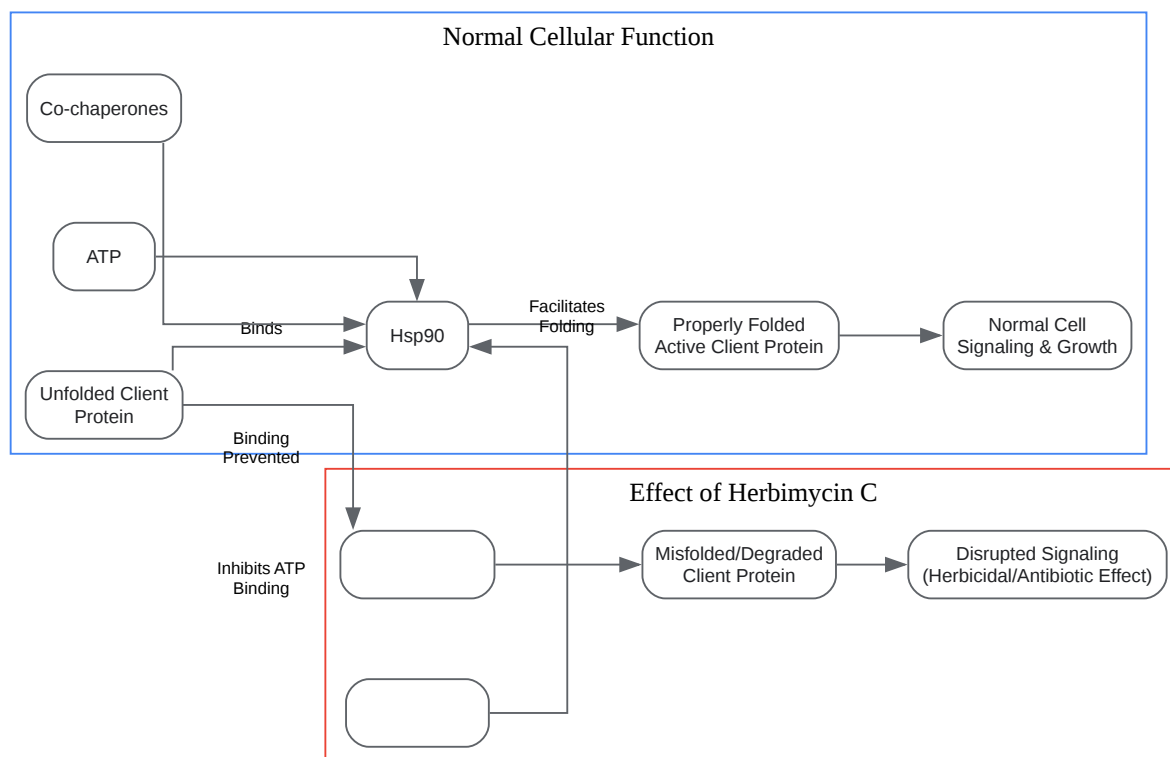 Normal Cellular Function
Co-chaperones
ATP
Binds
Hsp90
Facilitates
Folding
Properly Folded
Active Client Protein
Normal Cell
Signaling & Growth
Unfolded Client
Protein
Binding
Prevented
Effect of Herbimycin C
Inhibits ATP
Binding
Misfolded/Degraded
Client Protein
Disrupted Signaling
(Herbicidal/Antibiotic Effect)